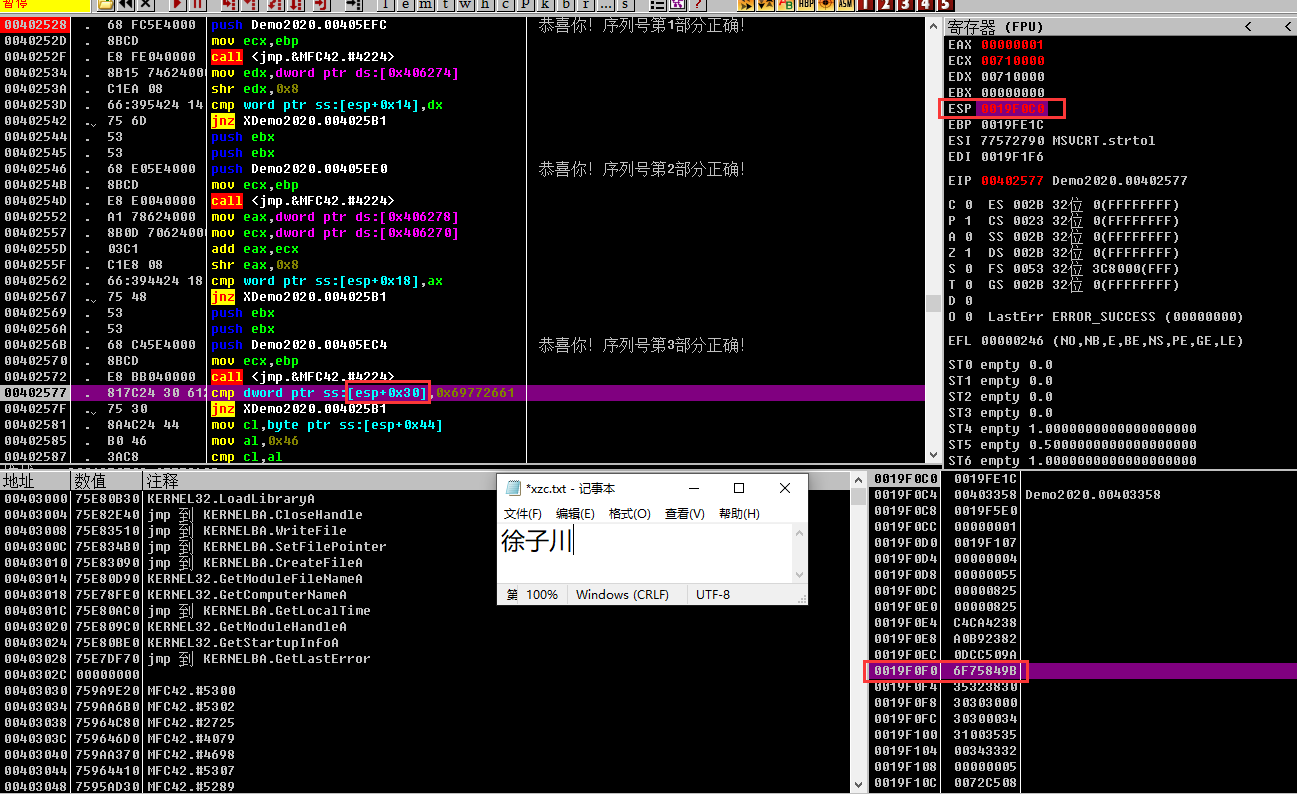 暂停
l e m t w h c P k b r ... s
00402528 . 68 FC5E4000 push Demo2020.00405EFC 恭喜你！序列号第1部分正确！
0040252D . 8BCD mov ecx,ebp
0040252F . E8 FE040000 call <jmp.&MFC42.#4224>
00402534 . 8B15 74624000 mov edx,dword ptr ds:[0x406274]
0040253A . C1EA 08 shr edx,0x8
0040253D . 66:395424 14 cmp word ptr ss:[esp+0x14],dx
00402542 . 75 6D jnz XDemo2020.004025B1
00402544 . 53 push ebx
00402545 . 53 push ebx
00402546 . 68 E05E4000 push Demo2020.00405EE0 恭喜你！序列号第2部分正确！
0040254B . 8BCD mov ecx,ebp
0040254D . E8 E0040000 call <jmp.&MFC42.#4224>
00402552 . A1 78624000 mov eax,dword ptr ds:[0x406278]
00402557 . 8B0D 7062400 mov ecx,dword ptr ds:[0x406270]
0040255D . 03C1 add eax,ecx
0040255F . C1E8 08 shr eax,0x8
00402562 . 66:394424 18 cmp word ptr ss:[esp+0x18],ax
00402567 . 75 48 jnz XDemo2020.004025B1
00402569 . 53 push ebx
0040256A . 53 push ebx
0040256B . 68 C45E4000 push Demo2020.00405EC4 恭喜你！序列号第3部分正确！
00402570 . 8BCD mov ecx,ebp
00402572 . E8 BB040000 call <jmp.&MFC42.#4224>
00402577 . 817C24 30 612 cmp dword ptr ss:[esp+0x30],0x69772661
0040257F . 75 30 jnz XDemo2020.004025B1
00402581 . 8A4C24 44 mov cl,byte ptr ss:[esp+0x44]
00402585 . B0 46 mov al,0x46
00402587 . 3AC8 cmp cl,al
寄存器 (FPU) < <
EAX 00000001
ECX 00710000
EDX 00710000
EBX 00000000
ESP 0019F0C0
EBP 0019FE1C
ESI 77572790 MSVCRT.strtol
EDI 0019F1F6
EIP 00402577 Demo2020.00402577
C 0 ES 002B 32位 0(FFFFFFFF)
P 1 CS 0023 32位 0(FFFFFFFF)
A 0 SS 002B 32位 0(FFFFFFFF)
Z 1 DS 002B 32位 0(FFFFFFFF)
S 0 FS 0053 32位 3C8000(FFF)
T 0 GS 002B 32位 0(FFFFFFFF)
D 0
O 0 LastErr ERROR_SUCCESS (00000000)
EFL 00000246 (NO,NB,E,BE,NS,PE,GE,LE)
ST0 empty 0.0
ST1 empty 0.0
ST2 empty 0.0
ST3 empty 0.0
ST4 empty 1.0000000000000000000
ST5 empty 0.5000000000000000000
ST6 empty 1.0000000000000000000
地址 数值 注释
00403000 75E80B30 KERNEL32.LoadLibraryA
00403004 75E82E40 jmp 到 KERNELBA.CloseHandle
00403008 75E83510 jmp 到 KERNELBA.WriteFile
0040300C 75E834B0 jmp 到 KERNELBA.SetFilePointer
00403010 75E83090 jmp 到 KERNELBA.CreateFileA
00403014 75E80D90 KERNEL32.GetModuleFileNameA
00403018 75E78FE0 KERNEL32.GetComputerNameA
0040301C 75E80AC0 jmp 到 KERNELBA.GetLocalTime
00403020 75E809C0 KERNEL32.GetModuleHandleA
00403024 75E80BE0 KERNEL32.GetStartupInfoA
00403028 75E7DF70 jmp 到 KERNELBA.GetLastError
0040302C 00000000
00403030 759A9E20 MFC42.#5300
00403034 759AA6B0 MFC42.#5302
00403038 75964C80 MFC42.#2725
0040303C 759646D0 MFC42.#4079
00403040 759AA370 MFC42.#4698
00403044 75964410 MFC42.#5307
00403048 7595AD30 MFC42.#5289
*xzc.txt - 记事本
文件(F) 编辑(E) 格式(O) 查看(V) 帮助(H)
徐子川
第 100% Windows (CRLF) UTF-8
0019F0C0 0019FE1C
0019F0C4 00403358 Demo2020.00403358
0019F0C8 0019F5E0
0019F0CC 00000001
0019F0D0 0019F107
0019F0D4 00000004
0019F0D8 00000055
0019F0DC 00000825
0019F0E0 00000825
0019F0E4 C4CA4238
0019F0E8 A0B92382
0019F0EC 0DCC509A
0019F0F0 6F75849B
0019F0F4 35323830
0019F0F8 30303000
0019F0FC 30300034
0019F100 31003535
0019F104 00343332
0019F108 00000005
0019F10C 0072C508